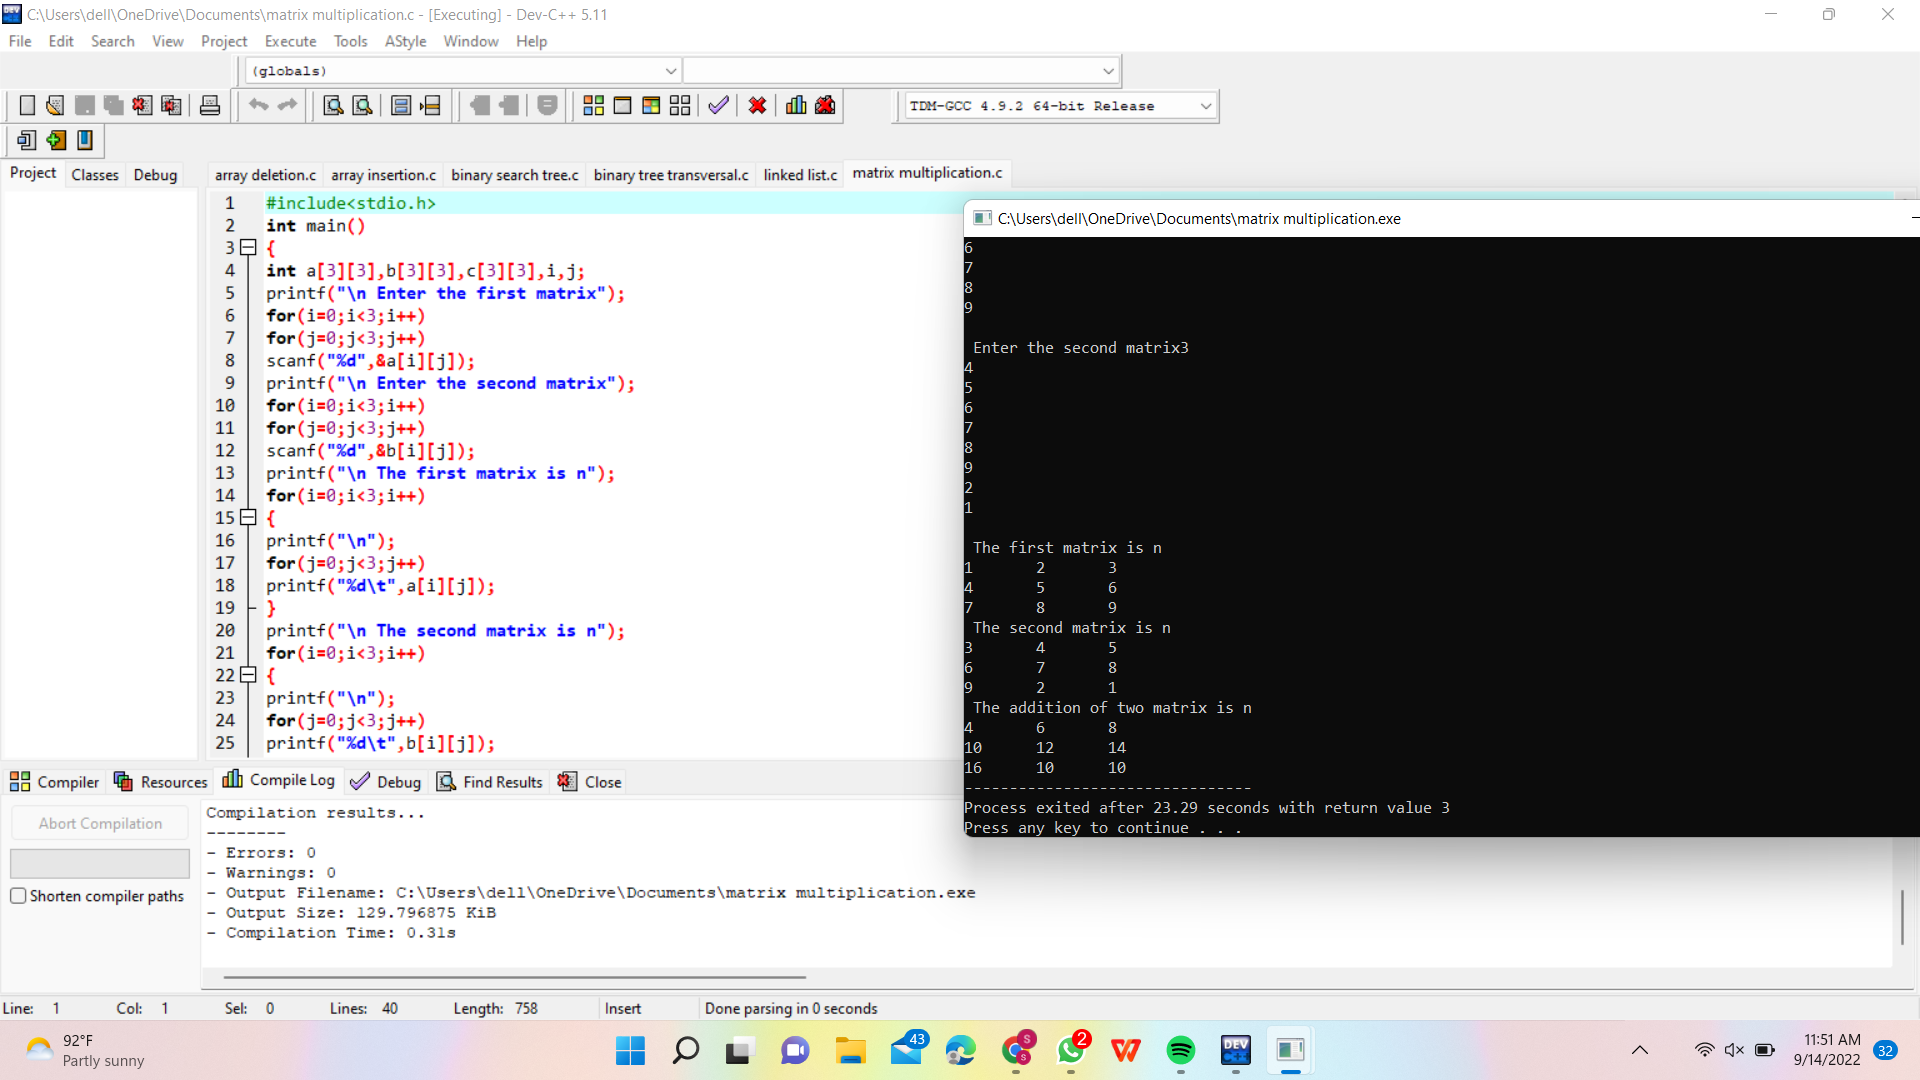 C:\Users\dell\OneDrive\Documents\matrix multiplication.c - [Executing] - Dev-C++ 5.11
File Edit Search View Project Execute Tools AStyle Window Help
(globals)
TDM-GCC 4.9.2 64-bit Release
Project Classes Debug
array deletion.c array insertion.c binary search tree.c binary tree transversal.c linked list.c matrix multiplication.c
1 #include<stdio.h>
2 int main()
3 {
4 int a[3][3],b[3][3],c[3][3],i,j;
5 printf("\n Enter the first matrix");
6 for(i=0;i<3;i++)
7 for(j=0;j<3;j++)
8 scanf("%d",&a[i][j]);
9 printf("\n Enter the second matrix");
10 for(i=0;i<3;i++)
11 for(j=0;j<3;j++)
12 scanf("%d",&b[i][j]);
13 printf("\n The first matrix is n");
14 for(i=0;i<3;i++)
15 {
16 printf("\n");
17 for(j=0;j<3;j++)
18 printf("%d\t",a[i][j]);
19 }
20 printf("\n The second matrix is n");
21 for(i=0;i<3;i++)
22 {
23 printf("\n");
24 for(j=0;j<3;j++)
25 printf("%d\t",b[i][j]);
C:\Users\dell\OneDrive\Documents\matrix multiplication.exe
6
7
8
9
Enter the second matrix3
4
5
6
7
8
9
2
1
The first matrix is n
1 2 3
4 5 6
7 8 9
The second matrix is n
3 4 5
6 7 8
9 2 1
The addition of two matrix is n
4 6 8
10 12 14
16 10 10
--------------------------------
Process exited after 23.29 seconds with return value 3
Press any key to continue . . .
Compiler Resources Compile Log Debug Find Results Close
Abort Compilation
Shorten compiler paths
Compilation results...
--------
- Errors: 0
- Warnings: 0
- Output Filename: C:\Users\dell\OneDrive\Documents\matrix multiplication.exe
- Output Size: 129.796875 KiB
- Compilation Time: 0.31s
Line: 1 Col: 1 Sel: 0 Lines: 40 Length: 758 Insert Done parsing in 0 seconds
92°F
Partly sunny
43
S
S
2
DEV
C++
11:51 AM
9/14/2022
32